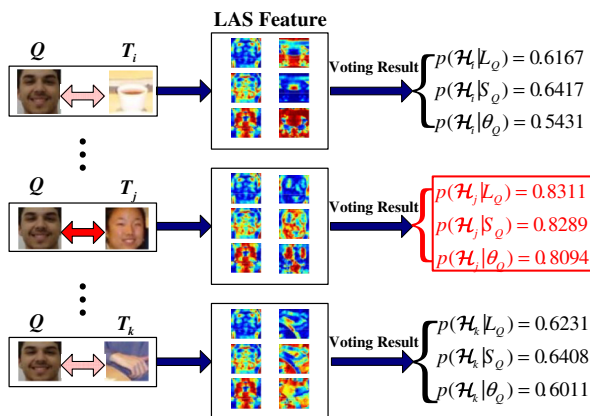 LAS Feature
Q T_i
Voting Result
p(ℋ_i|L_Q) = 0.6167
p(ℋ_i|S_Q) = 0.6417
p(ℋ_i|θ_Q) = 0.5431
Q T_j
Voting Result
p(ℋ_j|L_Q) = 0.8311
p(ℋ_j|S_Q) = 0.8289
p(ℋ_j|θ_Q) = 0.8094
Q T_k
Voting Result
p(ℋ_k|L_Q) = 0.6231
p(ℋ_k|S_Q) = 0.6408
p(ℋ_k|θ_Q) = 0.6011